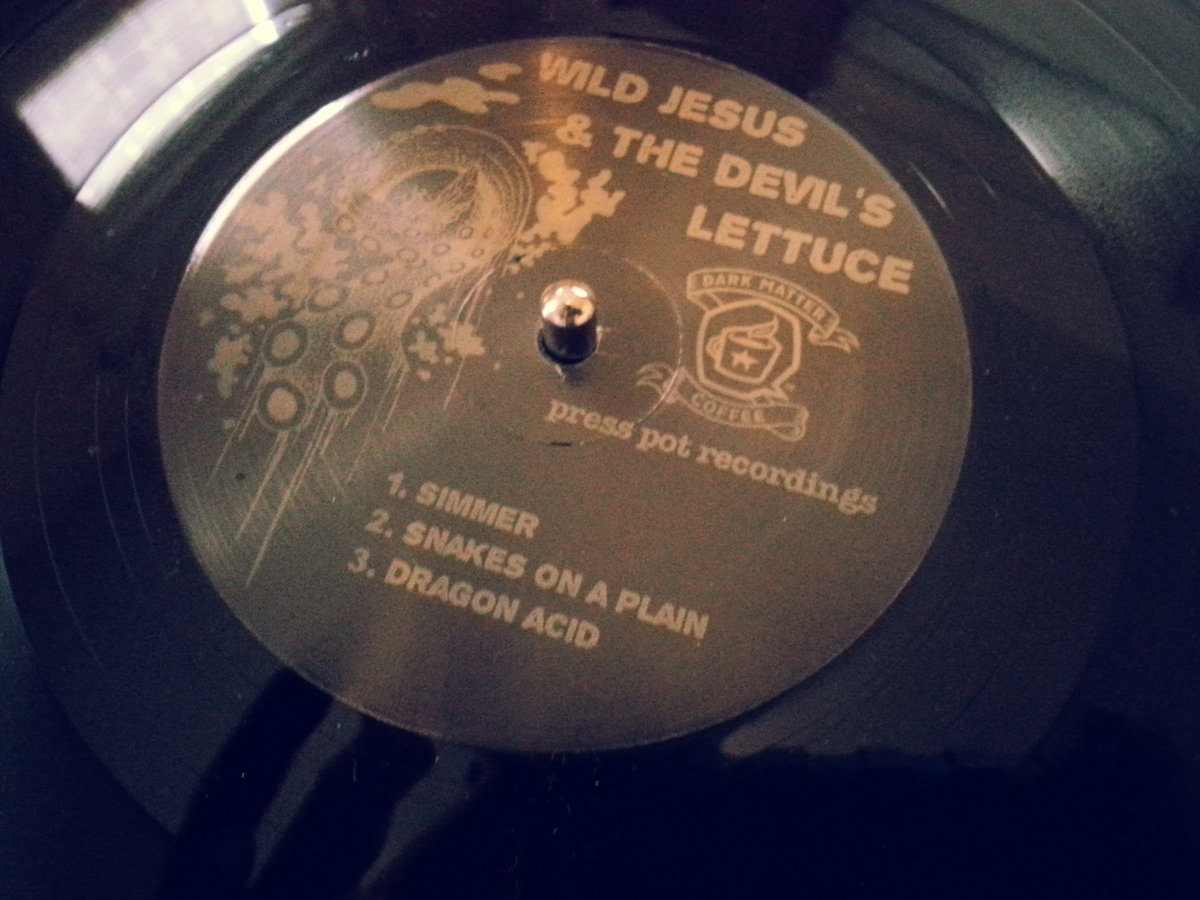 WILD JESUS
& THE DEVIL'S
LETTUCE
DARK MATTER
COFFEE
press pot recordings
1. SIMMER
2. SNAKES ON A PLAIN
3. DRAGON ACID